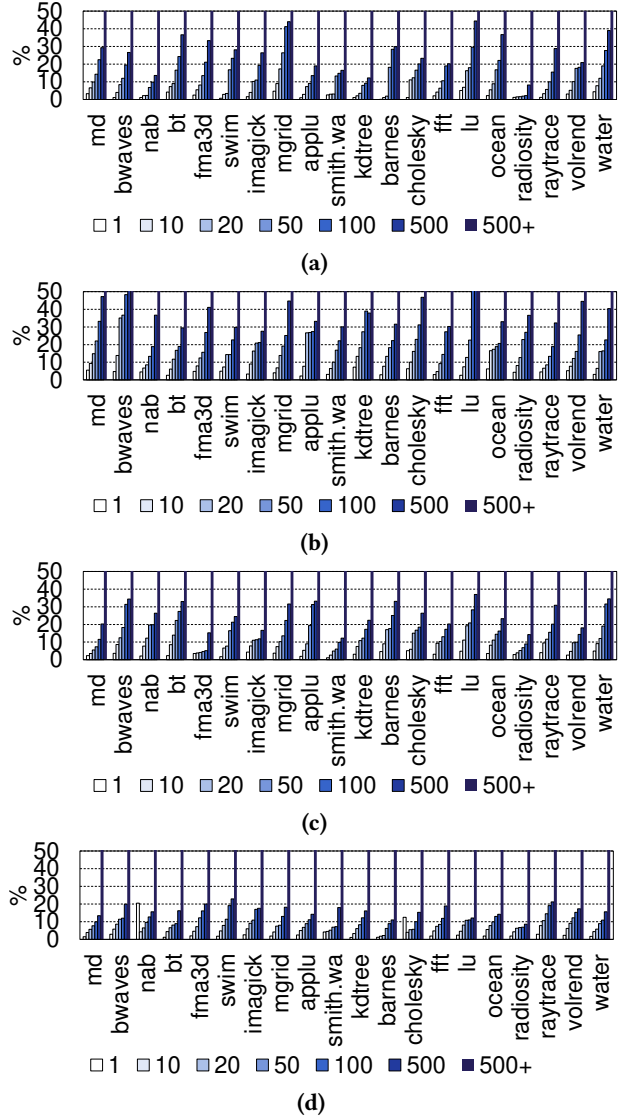 50
40
30
20
10
0
%
md
bwaves
nab
bt
fma3d
swim
imagick
mgrid
applu
smith.wa
kdtree
barnes
cholesky
fft
lu
ocean
radiosity
raytrace
volrend
water
1 10 20 50 100 500 500+
(a)
50
40
30
20
10
0
%
md
bwaves
nab
bt
fma3d
swim
imagick
mgrid
applu
smith.wa
kdtree
barnes
cholesky
fft
lu
ocean
radiosity
raytrace
volrend
water
1 10 20 50 100 500 500+
(b)
50
40
30
20
10
0
%
md
bwaves
nab
bt
fma3d
swim
imagick
mgrid
applu
smith.wa
kdtree
barnes
cholesky
fft
lu
ocean
radiosity
raytrace
volrend
water
1 10 20 50 100 500 500+
(c)
50
40
30
20
10
0
%
md
bwaves
nab
bt
fma3d
swim
imagick
mgrid
applu
smith.wa
kdtree
barnes
cholesky
fft
lu
ocean
radiosity
raytrace
volrend
water
1 10 20 50 100 500 500+
(d)